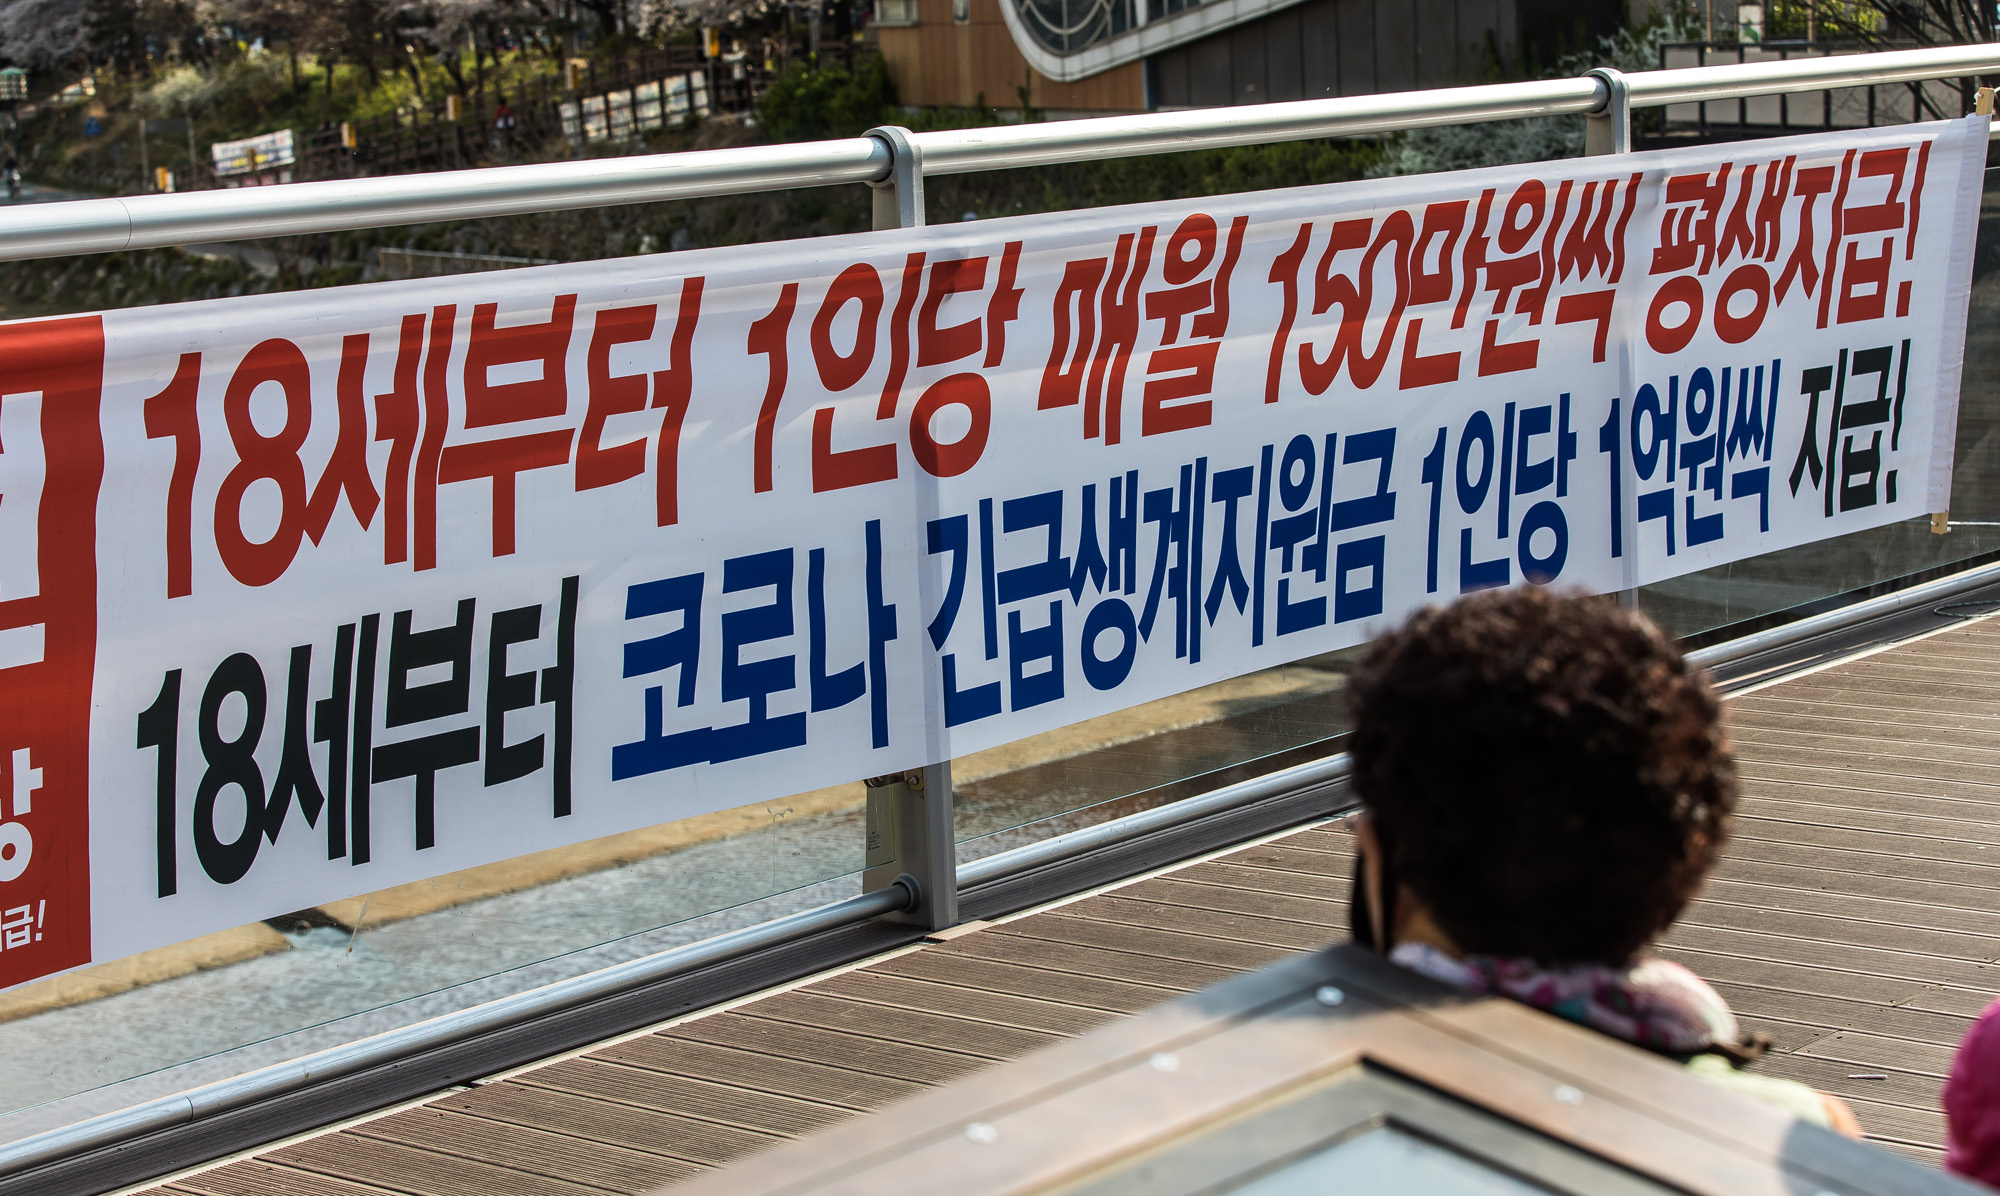 18세부터 1인당 매월 150만원씩 평생지급!
18세부터 코로나 긴급생계지원금 1인당 1억원씩 지급!
당
급!